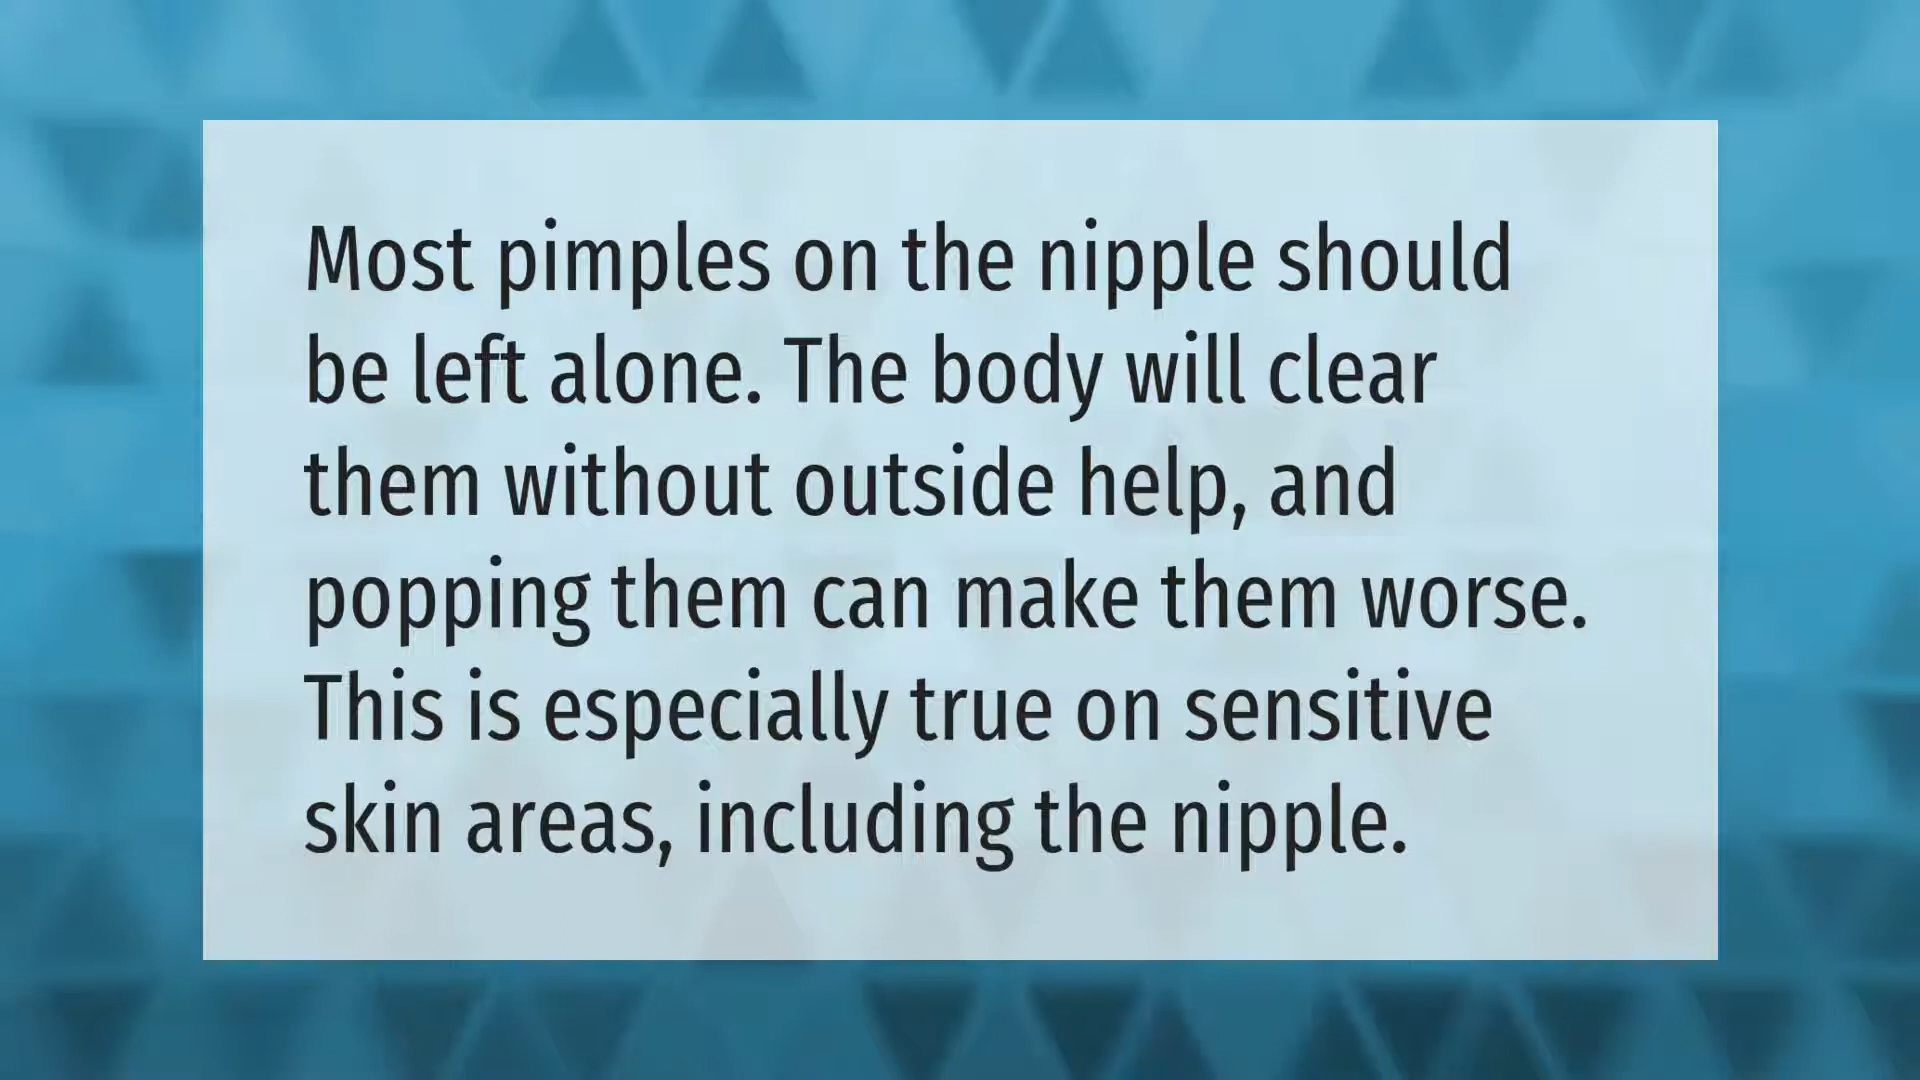 Most pimples on the nipple should
be left alone. The body will clear
them without outside help, and
popping them can make them worse.
This is especially true on sensitive
skin areas, including the nipple.